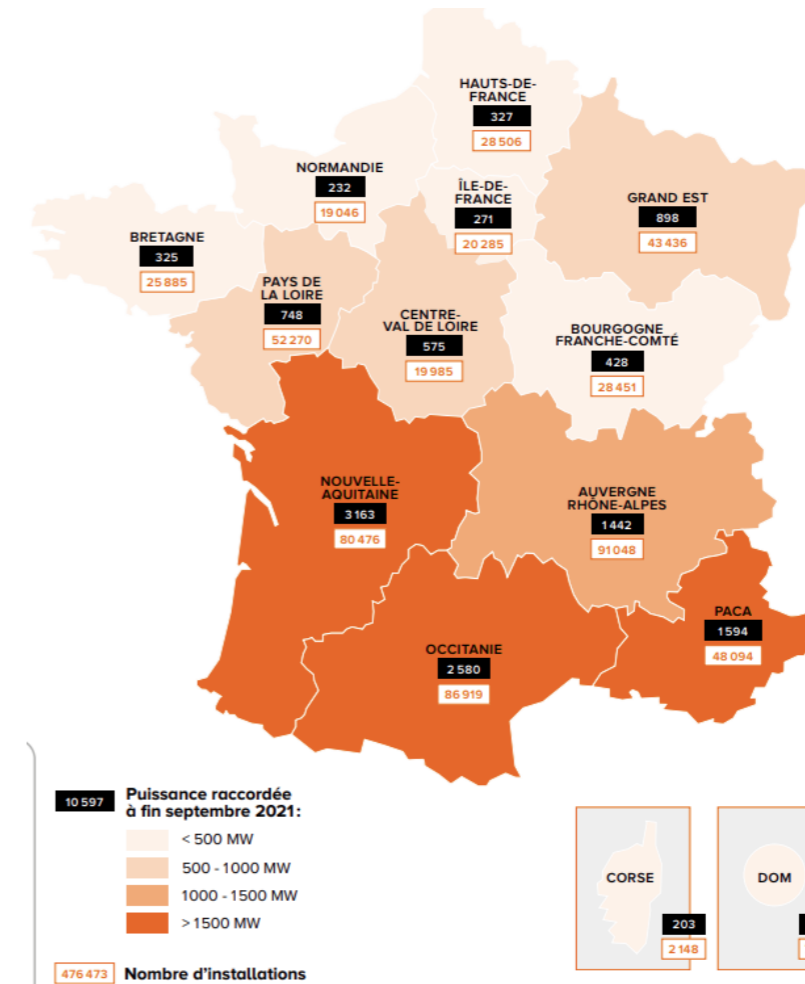 HAUTS-DE-
FRANCE
327
28 506
NORMANDIE
232
19 046
ÎLE-DE-
FRANCE
271
20 285
GRAND EST
898
43 436
BRETAGNE
325
25 885
PAYS DE
LA LOIRE
748
52 270
CENTRE-
VAL DE LOIRE
575
19 985
BOURGOGNE
FRANCHE-COMTÉ
428
28 451
NOUVELLE-
AQUITAINE
3 163
80 476
AUVERGNE
RHÔNE-ALPES
1 442
91 048
PACA
1 594
48 094
OCCITANIE
2 580
86 919
10 597
Puissance raccordée
à fin septembre 2021:
< 500 MW
500 - 1000 MW
1000 - 1500 MW
> 1500 MW
476 473
Nombre d'installations
CORSE
203
2 148
DOM